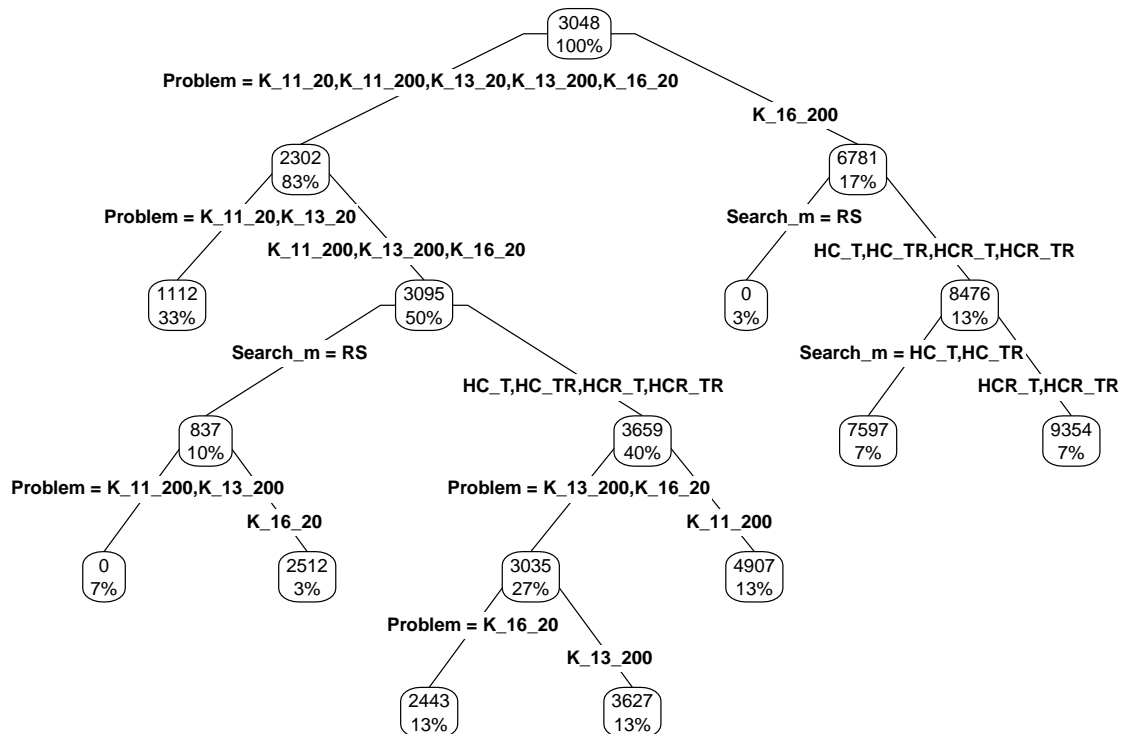 3048
100%
Problem = K_11_20,K_11_200,K_13_20,K_13_200,K_16_20
K_16_200
2302
83%
6781
17%
Problem = K_11_20,K_13_20
K_11_200,K_13_200,K_16_20
Search_m = RS
HC_T,HC_TR,HCR_T,HCR_TR
1112
33%
3095
50%
0
3%
8476
13%
Search_m = RS
HC_T,HC_TR,HCR_T,HCR_TR
Search_m = HC_T,HC_TR
HCR_T,HCR_TR
837
10%
3659
40%
7597
7%
9354
7%
Problem = K_11_200,K_13_200
K_16_20
Problem = K_13_200,K_16_20
K_11_200
0
7%
2512
3%
3035
27%
4907
13%
Problem = K_16_20
K_13_200
2443
13%
3627
13%